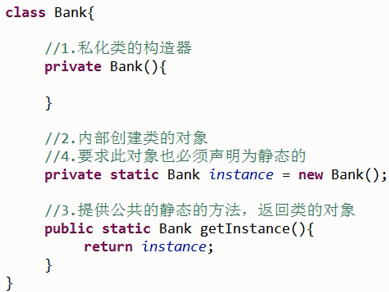 class Bank{
//1.私化类的构造器
private Bank(){
}
//2.内部创建类的对象
//4.要求此对象也必须声明为静态的
private static Bank instance = new Bank();
//3.提供公共的静态的方法，返回类的对象
public static Bank getInstance(){
return instance;
}
}